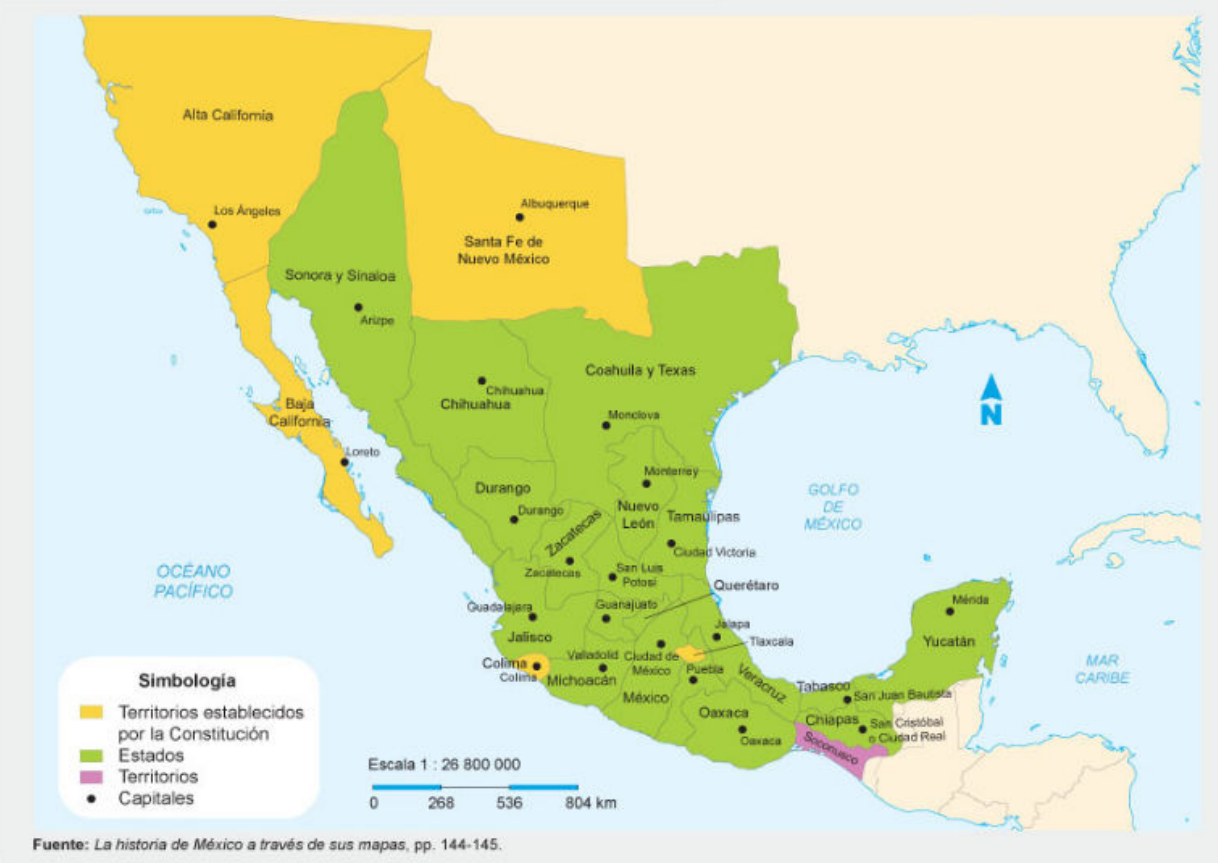 Alta California
Los Ángeles
Albuquerque
Santa Fe de
Nuevo México
Sonora y Sinaloa
Arizpe
Coahuila y Texas
Chihuahua
Chihuahua
Baja
California
Monclova
Loreto
Monterrey
Durango
Durango
Nuevo
León
Tamaulipas
GOLFO
DE
MÉXICO
Zacatecas
Ciudad Victoria
Zacatecas
San Luis
Potosí
Querétaro
OCÉANO
PACÍFICO
Guadalajara
Guanajuato
Mérida
Jalapa
Jalisco
Tlaxcala
Yucatán
Colima
Colima
Valladolid
Ciudad de
México
Puebla
Michoacán
México
Veracruz
Tabasco
San Juan Bautista
MAR
CARIBE
Oaxaca
Oaxaca
Chiapas
San Cristóbal
o Ciudad Real
Soconusco
N
Simbología
Territorios establecidos
por la Constitución
Estados
Territorios
Capitales
Escala 1 : 26 800 000
0 268 536 804 km
Fuente: La historia de México a través de sus mapas, pp. 144-145.